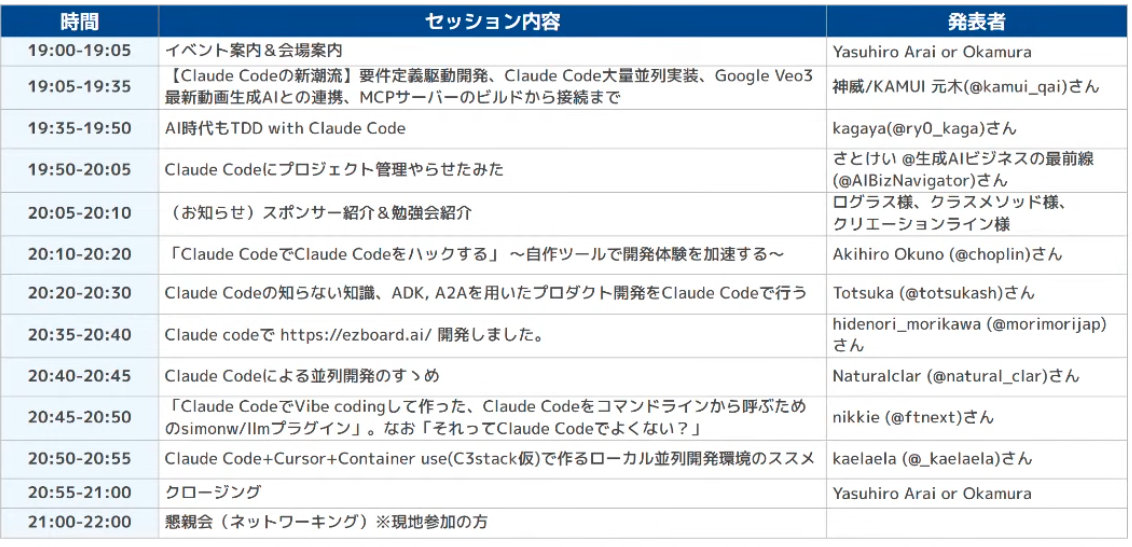 時間 セッション内容 発表者
19:00-19:05 イベント案内＆会場案内 Yasuhiro Arai or Okamura
19:05-19:35 【Claude Codeの新潮流】要件定義駆動開発、Claude Code大量並列実装、Google Veo3
最新動画生成AIとの連携、MCPサーバーのビルドから接続まで 神威/KAMUI 元木(@kamui_qai)さん
19:35-19:50 AI時代もTDD with Claude Code kagaya(@ry0_kaga)さん
19:50-20:05 Claude Codeにプロジェクト管理やらせたみた さとけい @生成AIビジネスの最前線
(@AIBizNavigator)さん
20:05-20:10 （お知らせ）スポンサー紹介＆勉強会紹介 ログラス様、クラスメソッド様、
クリエーションライン様
20:10-20:20 「Claude CodeでClaude Codeをハックする」 〜自作ツールで開発体験を加速する〜 Akihiro Okuno (@choplin)さん
20:20-20:30 Claude Codeの知らない知識、ADK, A2Aを用いたプロダクト開発をClaude Codeで行う Totsuka (@totsukash)さん
20:35-20:40 Claude codeで https://ezboard.ai/ 開発しました。 hidenori_morikawa (@morimorijap)
さん
20:40-20:45 Claude Codeによる並列開発のすゝめ Naturalclar (@natural_clar)さん
20:45-20:50 「Claude CodeでVibe codingして作った、Claude Codeをコマンドラインから呼ぶため
のsimonw/llmプラグイン」。なお「それってClaude Codeでよくない？」 nikkie (@ftnext)さん
20:50-20:55 Claude Code+Cursor+Container use(C3stack仮)で作るローカル並列開発環境のススメ kaelaela (@_kaelaela)さん
20:55-21:00 クロージング Yasuhiro Arai or Okamura
21:00-22:00 懇親会（ネットワーキング）※現地参加の方